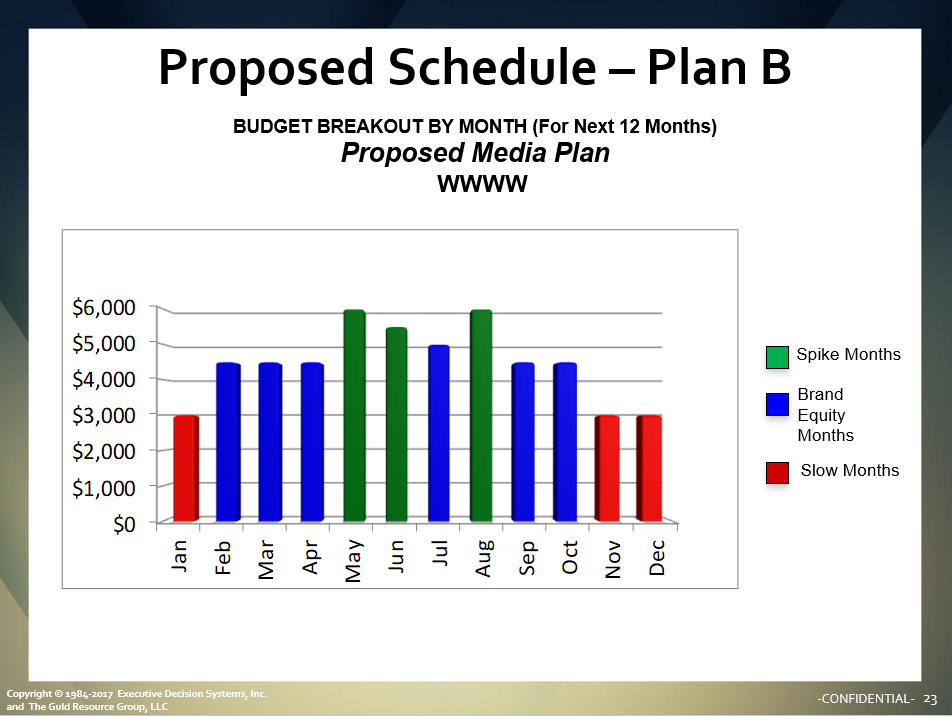 Proposed Schedule – Plan B
BUDGET BREAKOUT BY MONTH (For Next 12 Months)
Proposed Media Plan
WWWW
$6,000
$5,000
$4,000
$3,000
$2,000
$1,000
$0
Jan
Feb
Mar
Apr
May
Jun
Jul
Aug
Sep
Oct
Nov
Dec
Spike Months
Brand
Equity
Months
Slow Months
Copyright © 1984-2017 Executive Decision Systems, Inc.
and The Guld Resource Group, LLC
-CONFIDENTIAL- 23